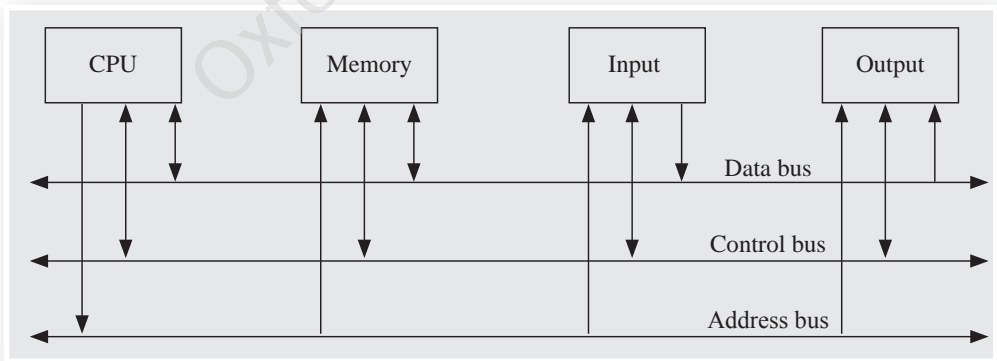 CPU Memory Input Output
Data bus
Control bus
Address bus